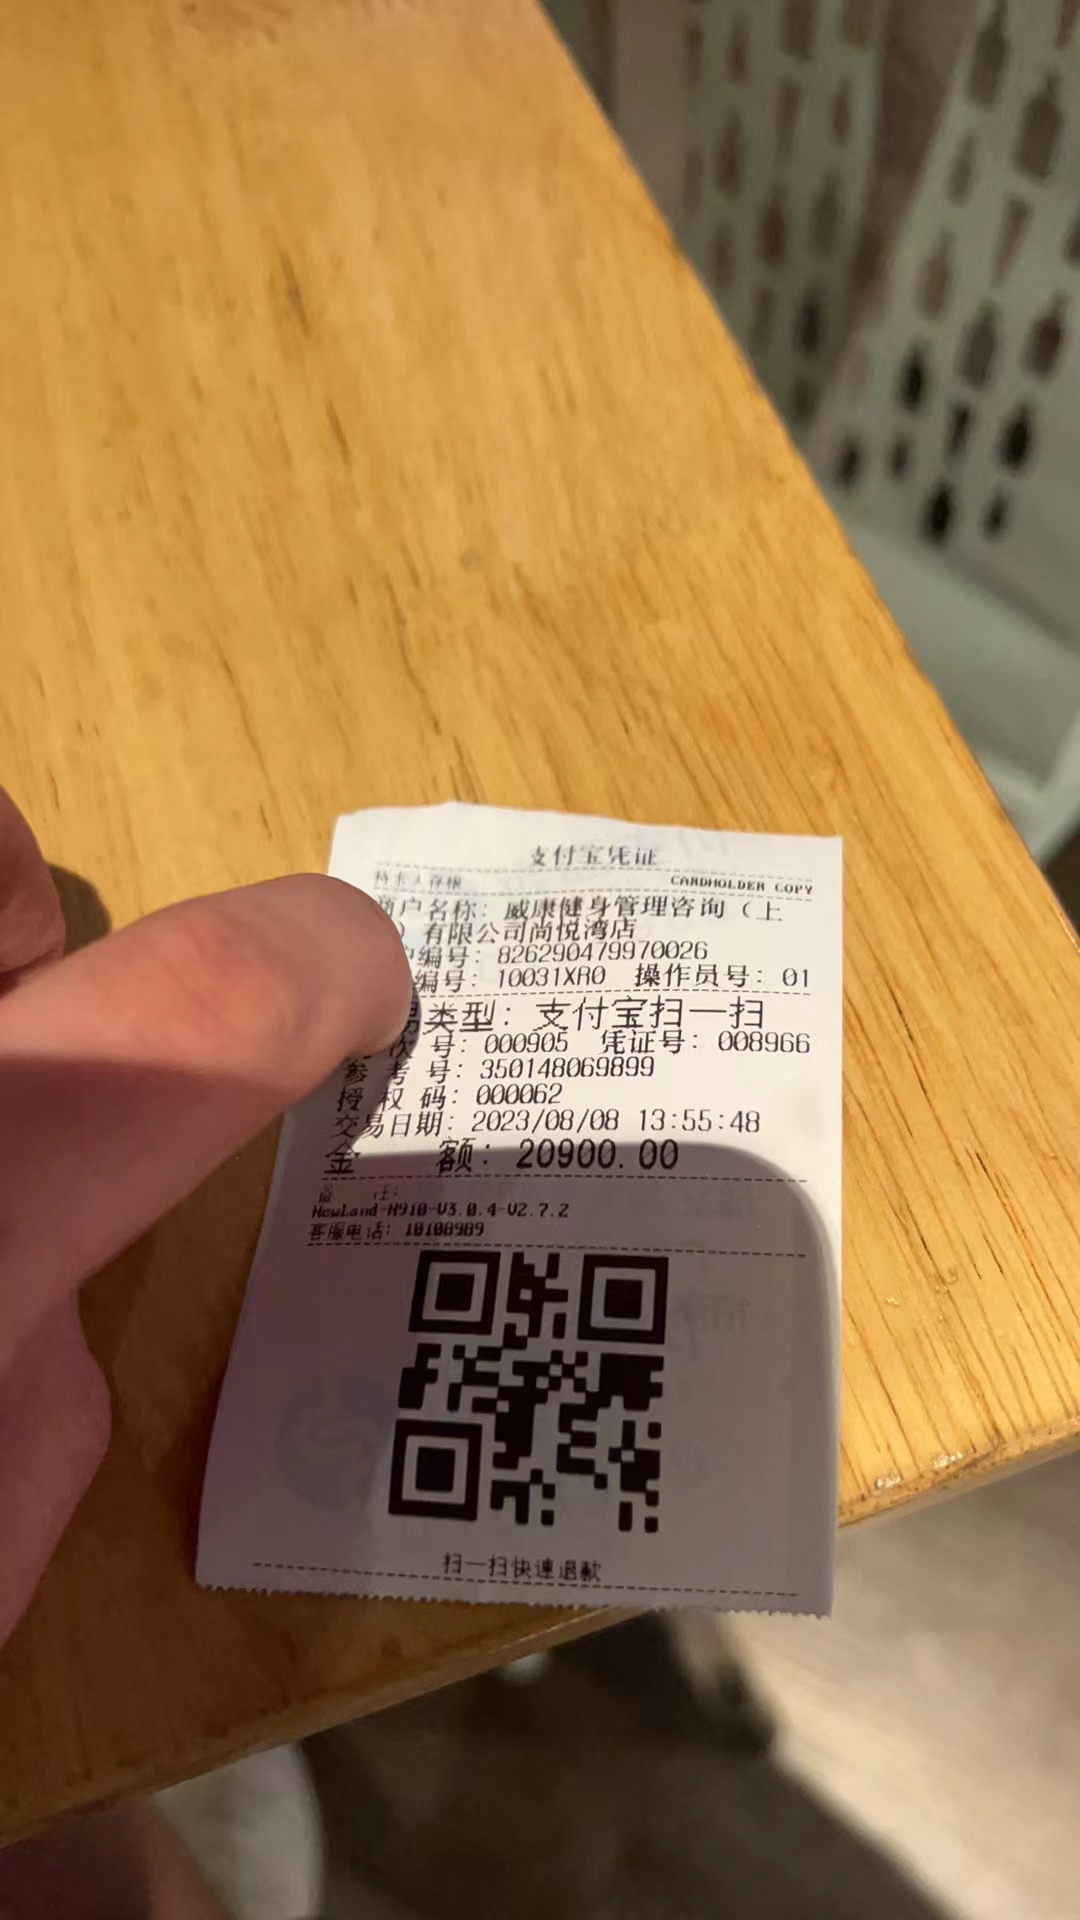 支付宝凭证
持卡人存根 CARDHOLDER COPY
商户名称: 威康健身管理咨询（上
）有限公司尚悦湾店
户编号: 826290479970026
编号: 10031XR0 操作员号: 01
易类型: 支付宝扫一扫
次 号: 000905 凭证号: 008966
参 考 号: 350148069899
授 权 码: 000062
交易日期: 2023/08/08 13:55:48
金 额: 20900.00
备 注:
NewLand-N910-V3.0.4-V2.7.2
客服电话: 10108989
扫一扫快速退款